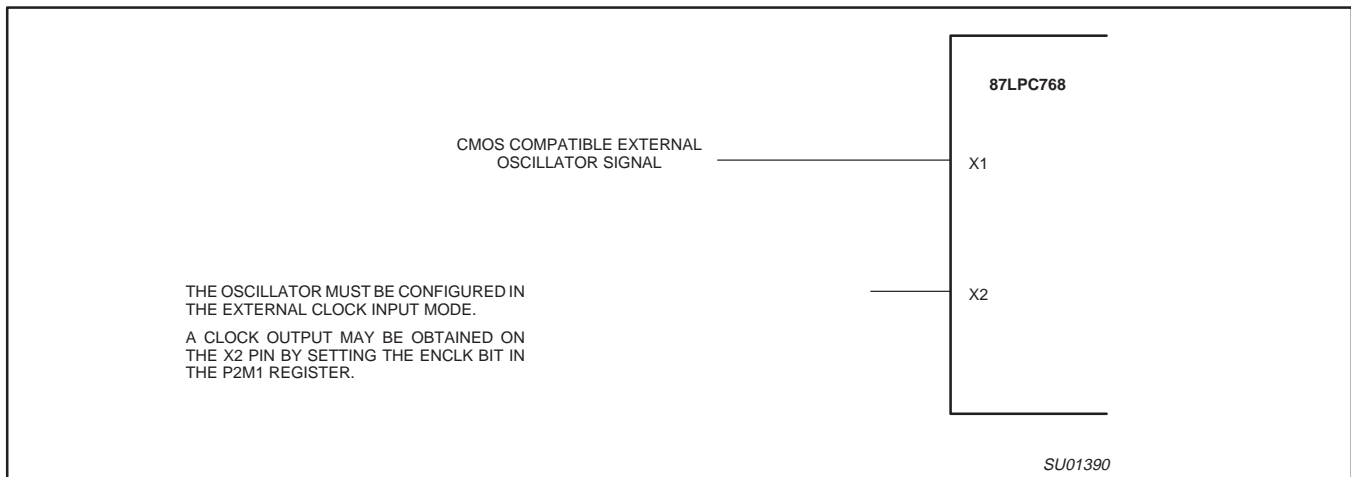 87LPC768
CMOS COMPATIBLE EXTERNAL
OSCILLATOR SIGNAL
X1
X2
THE OSCILLATOR MUST BE CONFIGURED IN
THE EXTERNAL CLOCK INPUT MODE.
A CLOCK OUTPUT MAY BE OBTAINED ON
THE X2 PIN BY SETTING THE ENCLK BIT IN
THE P2M1 REGISTER.
SU01390